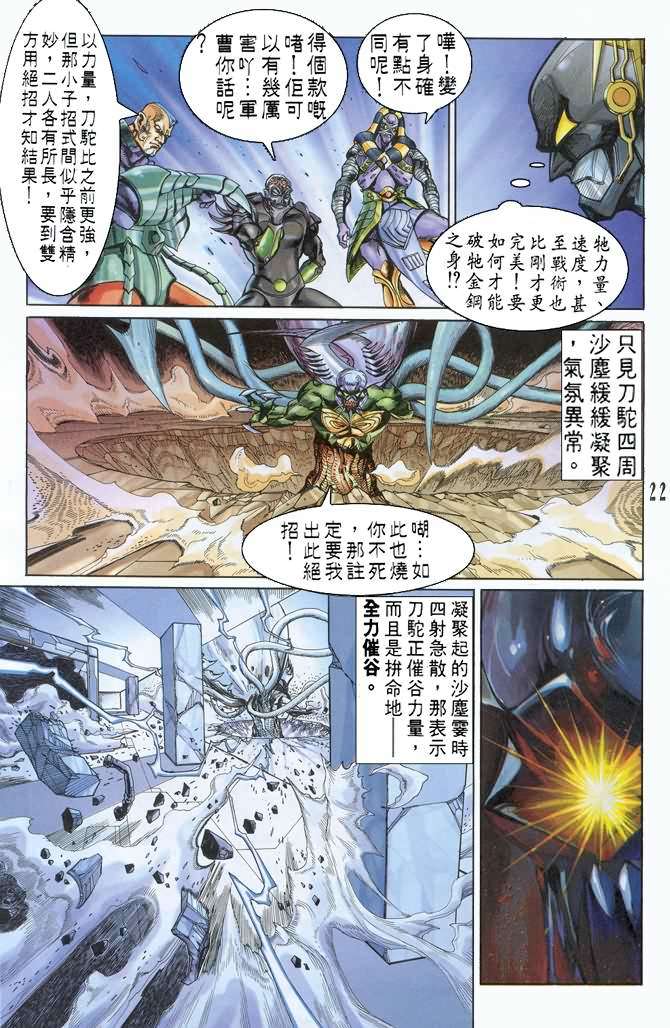 嘩！變
了身確
有點不
同呢！
得個款嘅
啫！佢可
以有幾厲
害吖…軍
曹你話呢
？
以力量，刀駝比之前更強，
但那小子招式間似乎隱含精
妙，二人各有所長，要到雙
方用絕招才知結果！
牠力量、
速度，甚
至戰術也
比剛才更
完美！要
如何才能
破牠金鋼
之身!?
只見刀駝四周
沙塵緩緩凝聚
，氣氛異常。
22
嘲…如
此也燒
你不死
，那註
定要我
出此絕
招！
凝聚起的沙塵霎時
四射急散，那表示
刀駝正催谷力量，
而且是拚命地——
全力催谷。